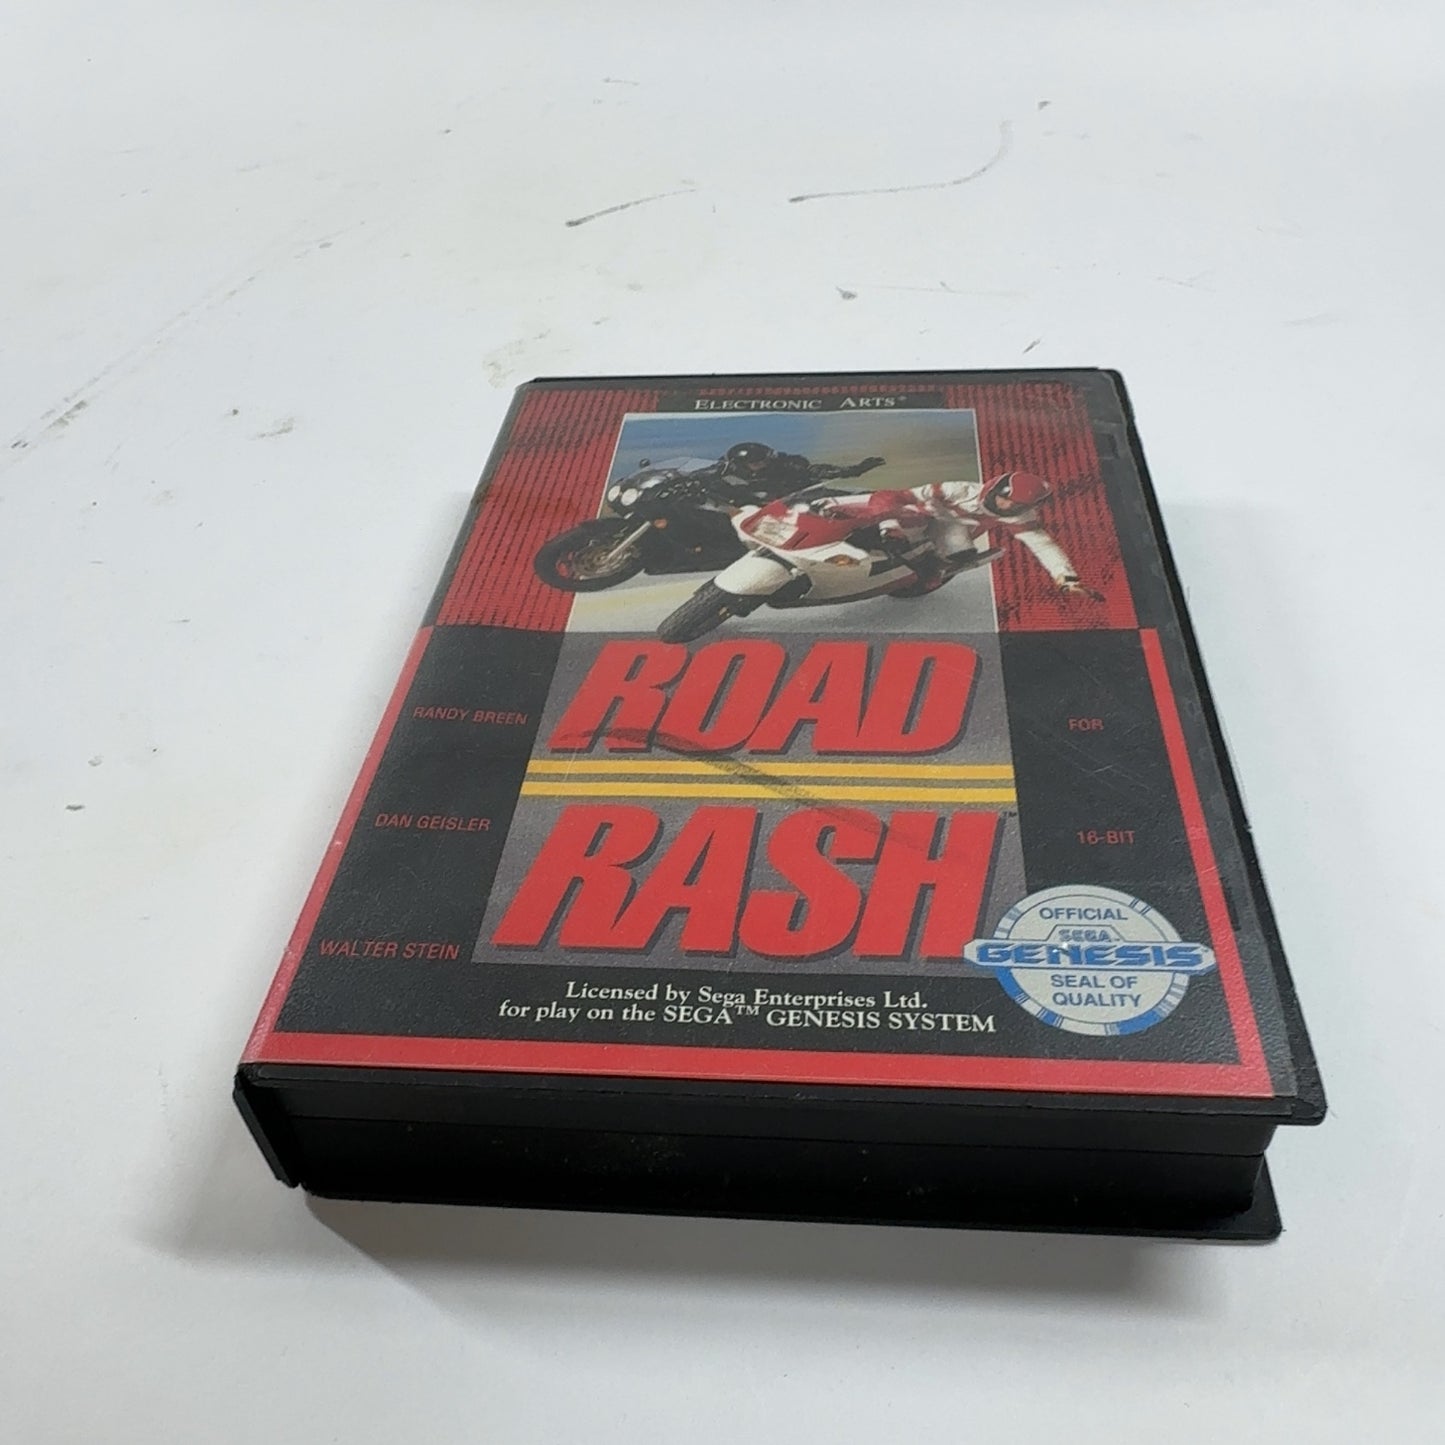 ELECTRONIC ARTS®
ROAD
RANDY BREEN
FOR
DAN GEISLER
16-BIT
RASH™
WALTER STEIN
OFFICIAL
SEGA
GENESIS
SEAL OF
QUALITY
Licensed by Sega Enterprises Ltd.
for play on the SEGA™ GENESIS SYSTEM